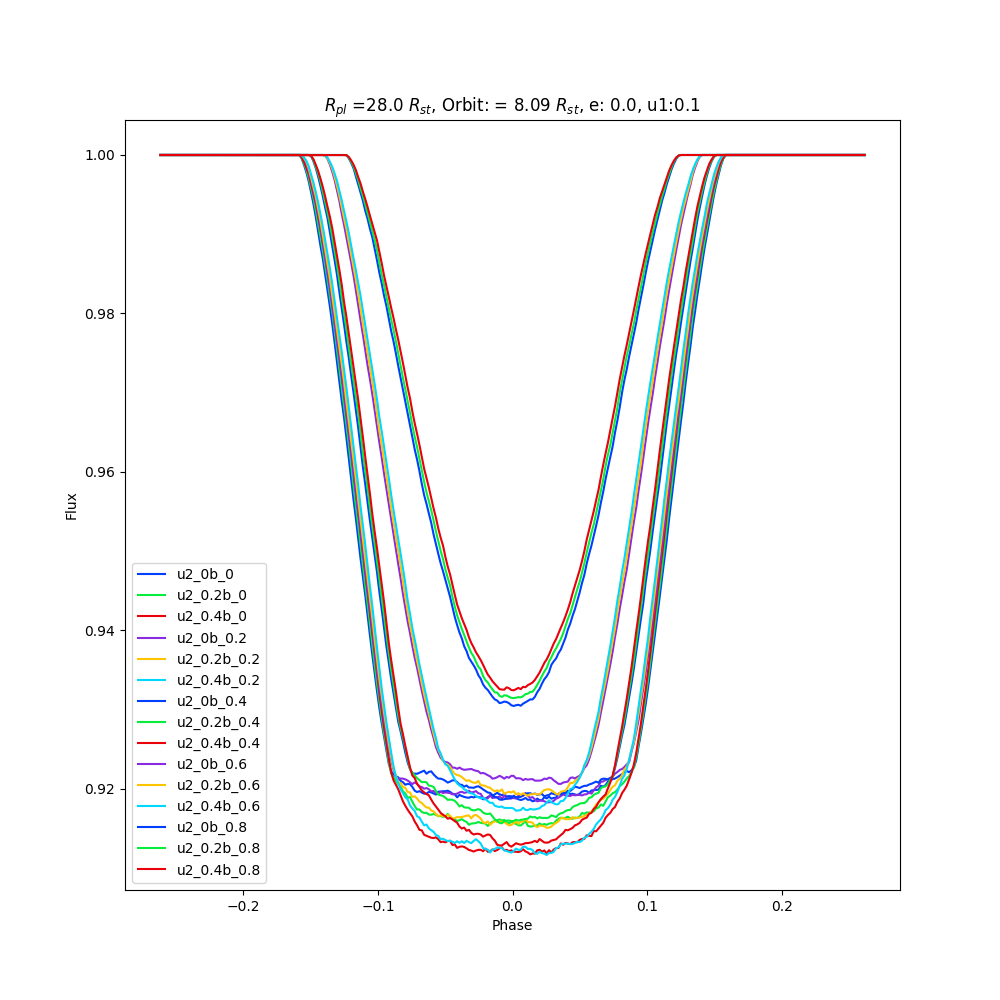 R_pl =28.0 R_st, Orbit: = 8.09 R_st, e: 0.0, u1:0.1
1.00
0.98
0.96
0.94
0.92
Flux
−0.2
−0.1
0.0
0.1
0.2
Phase
u2_0b_0
u2_0.2b_0
u2_0.4b_0
u2_0b_0.2
u2_0.2b_0.2
u2_0.4b_0.2
u2_0b_0.4
u2_0.2b_0.4
u2_0.4b_0.4
u2_0b_0.6
u2_0.2b_0.6
u2_0.4b_0.6
u2_0b_0.8
u2_0.2b_0.8
u2_0.4b_0.8